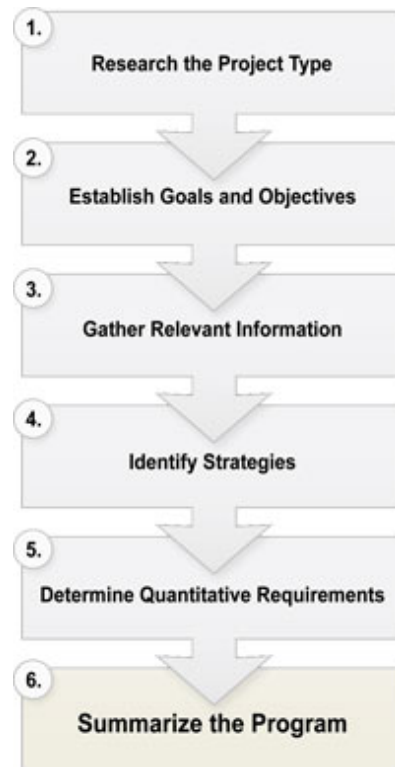 1.
Research the Project Type
2.
Establish Goals and Objectives
3.
Gather Relevant Information
4.
Identify Strategies
5.
Determine Quantitative Requirements
6.
Summarize the Program